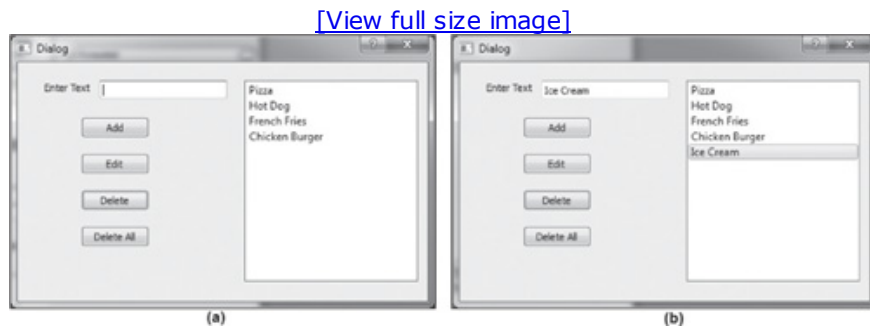 [View full size image]
Dialog
Enter Text
Add
Edit
Delete
Delete All
Pizza
Hot Dog
French Fries
Chicken Burger
(a)
Dialog
Enter Text Ice Cream
Add
Edit
Delete
Delete All
Pizza
Hot Dog
French Fries
Chicken Burger
Ice Cream
(b)